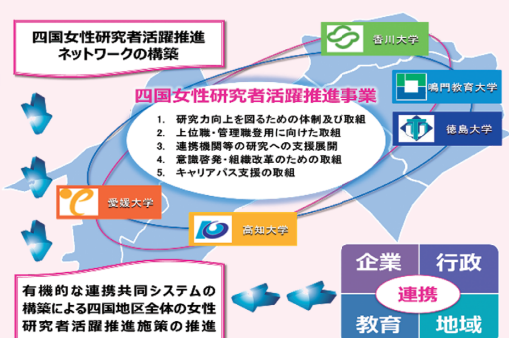 四国女性研究者活躍推進
ネットワークの構築
香川大学
鳴門教育大学
徳島大学
四国女性研究者活躍推進事業
1. 研究力向上を図るための体制及び取組
2. 上位職・管理職登用に向けた取組
3. 連携機関等の研究への支援展開
4. 意識啓発・組織改革のための取組
5. キャリアパス支援の取組
愛媛大学
高知大学
有機的な連携共同システムの
構築による四国地区全体の女性
研究者活躍推進施策の推進
企業
行政
連携
教育
地域